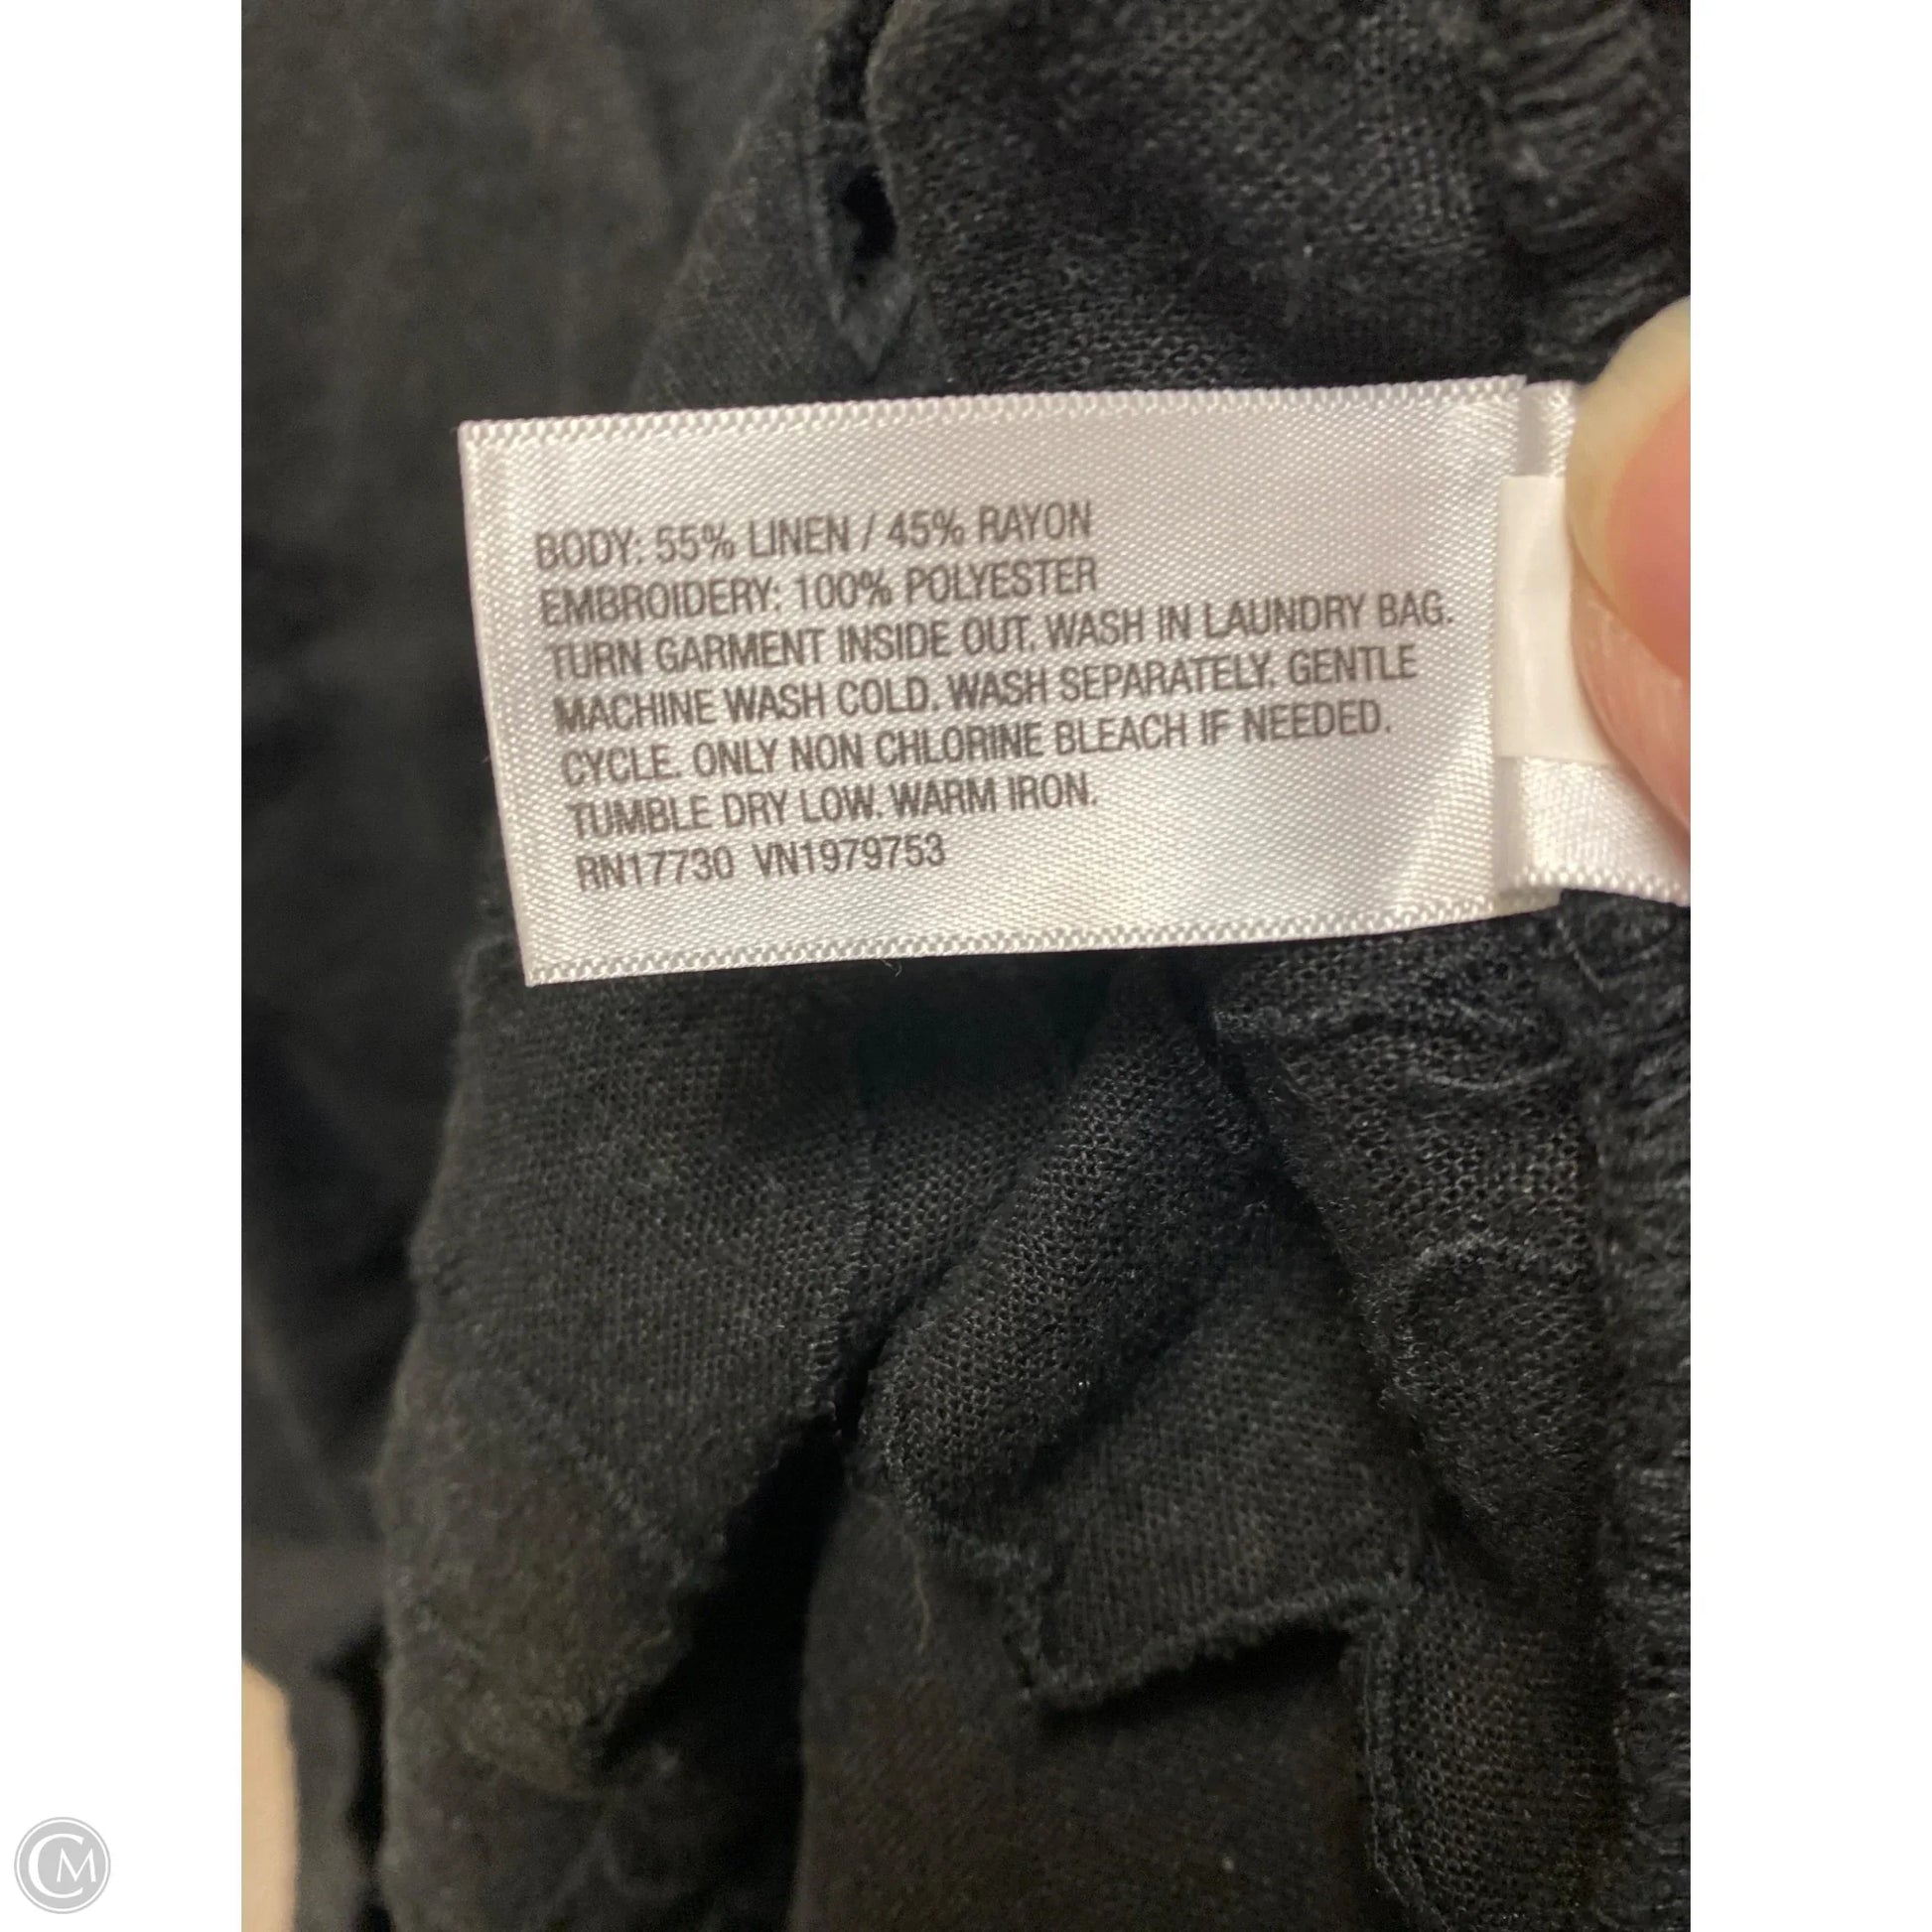 BODY: 55% LINEN / 45% RAYON
EMBROIDERY: 100% POLYESTER
TURN GARMENT INSIDE OUT. WASH IN LAUNDRY BAG.
MACHINE WASH COLD. WASH SEPARATELY. GENTLE
CYCLE. ONLY NON CHLORINE BLEACH IF NEEDED.
TUMBLE DRY LOW. WARM IRON.
RN17730 VN1979753
CM